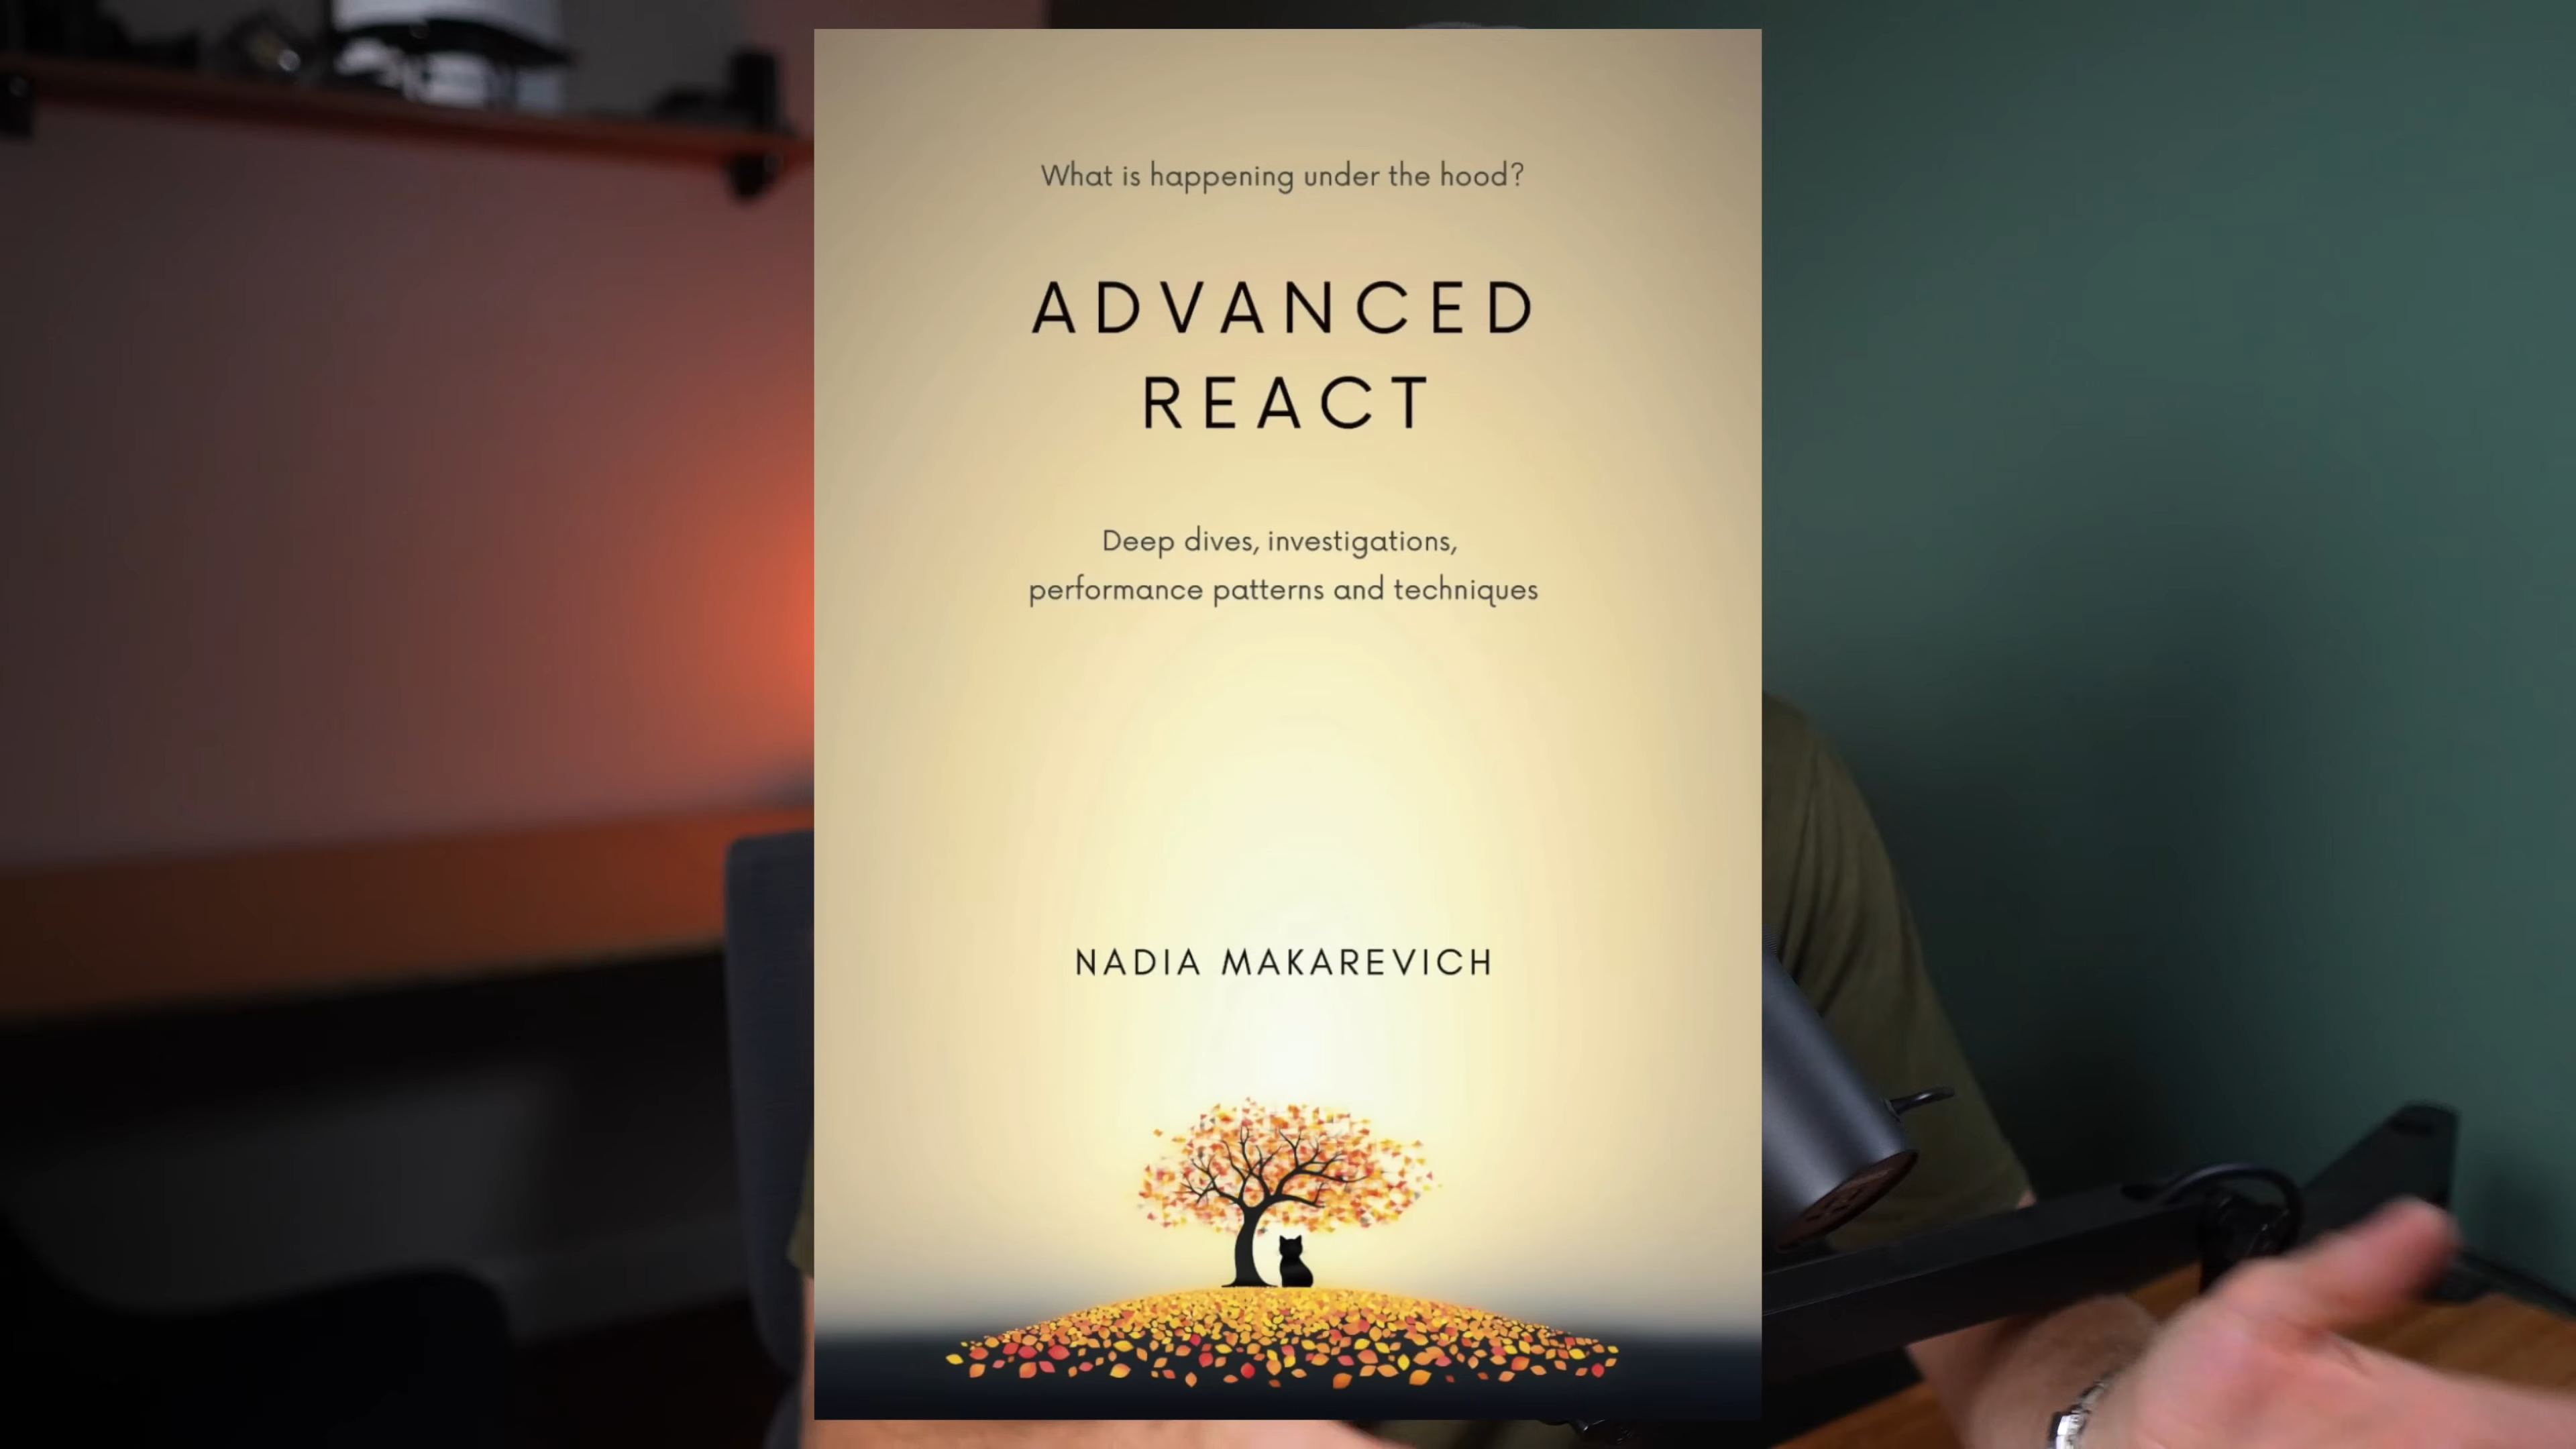 What is happening under the hood?
ADVANCED
REACT
Deep dives, investigations,
performance patterns and techniques
NADIA MAKAREVICH